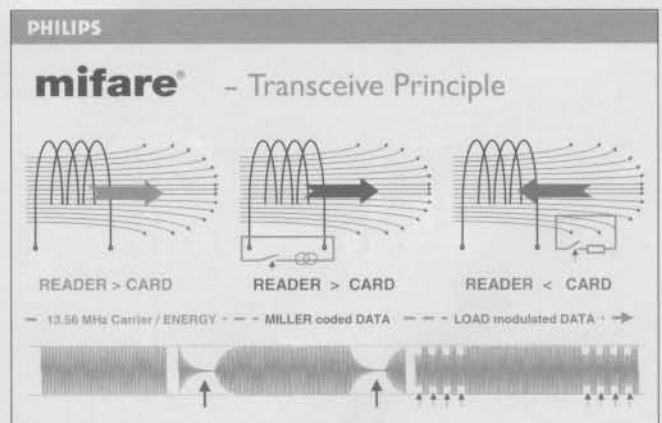 PHILIPS
mifare® – Transceive Principle
READER > CARD READER > CARD READER < CARD
– 13.56 MHz Carrier / ENERGY - – – MILLER coded DATA – – – LOAD modulated DATA ·